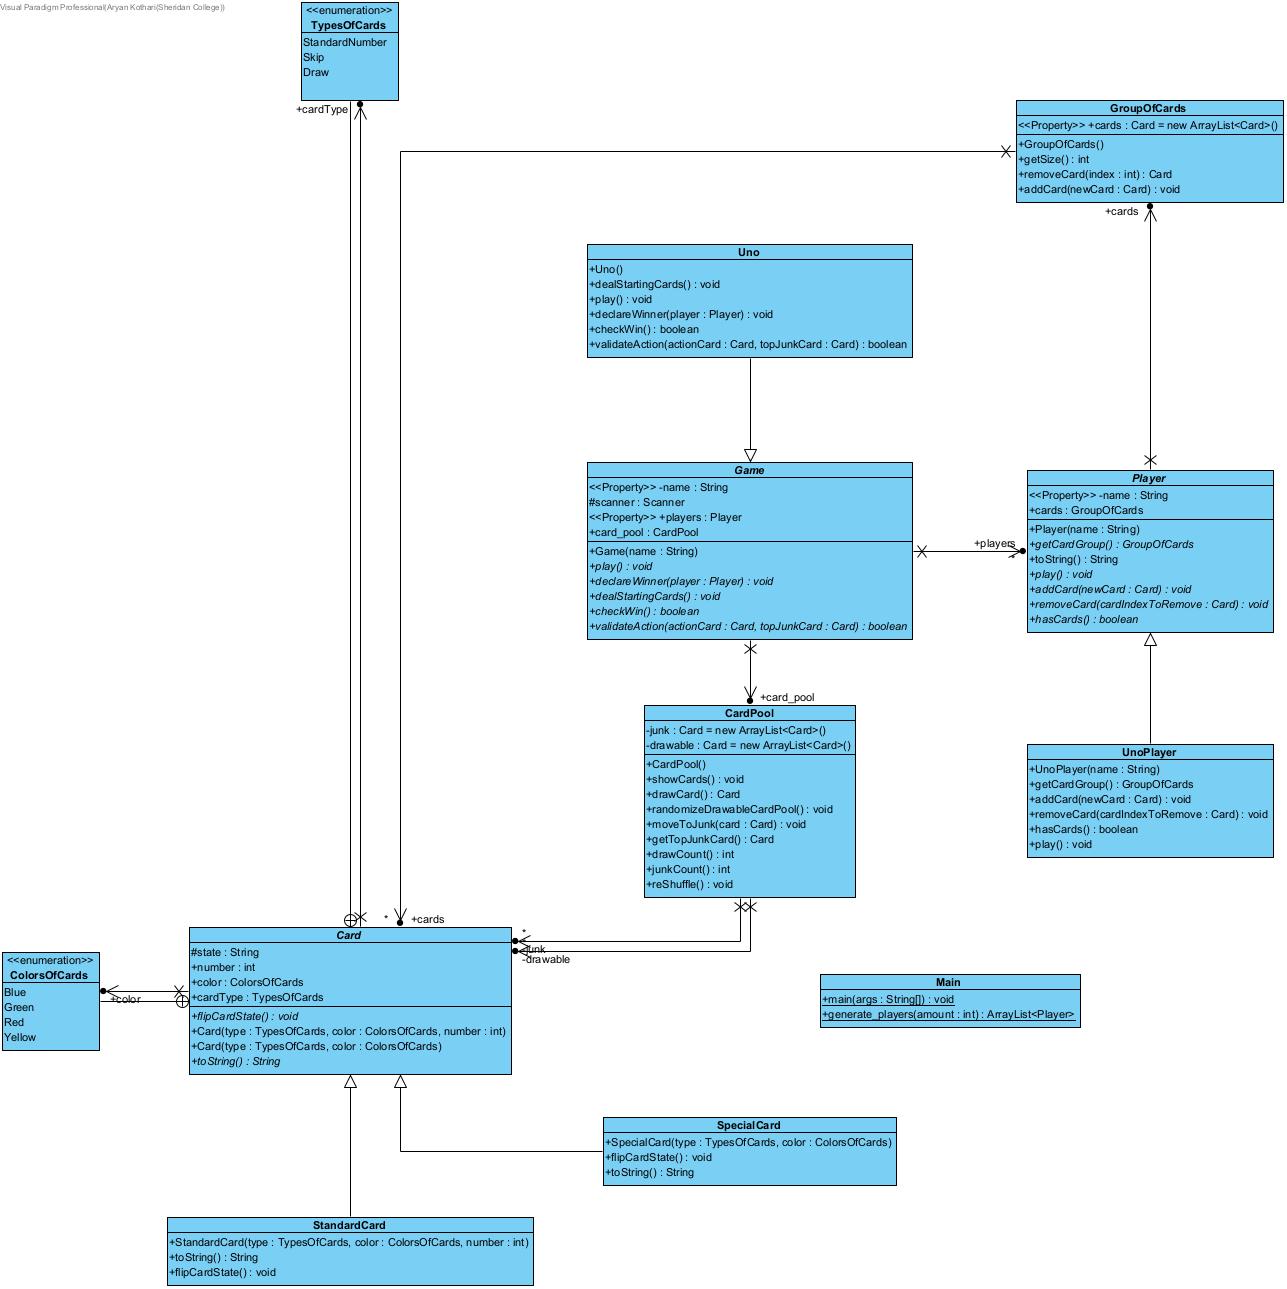 Visual Paradigm Professional(Aryan Kothari(Sheridan College))
<<enumeration>>
TypesOfCards
StandardNumber
Skip
Draw
+cardType
GroupOfCards
<<Property>> +cards : Card = new ArrayList<Card>()
+GroupOfCards()
+getSize() : int
+removeCard(index : int) : Card
+addCard(newCard : Card) : void
+cards
Uno
+Uno()
+dealStartingCards() : void
+play() : void
+declareWinner(player : Player) : void
+checkWin() : boolean
+validateAction(actionCard : Card, topJunkCard : Card) : boolean
Game
<<Property>> -name : String
#scanner : Scanner
<<Property>> +players : Player
+card_pool : CardPool
+Game(name : String)
+play() : void
+declareWinner(player : Player) : void
+dealStartingCards() : void
+checkWin() : boolean
+validateAction(actionCard : Card, topJunkCard : Card) : boolean
+players
*
Player
<<Property>> -name : String
+cards : GroupOfCards
+Player(name : String)
+getCardGroup() : GroupOfCards
+toString() : String
+play() : void
+addCard(newCard : Card) : void
+removeCard(cardIndexToRemove : Card) : void
+hasCards() : boolean
+card_pool
CardPool
-junk : Card = new ArrayList<Card>()
-drawable : Card = new ArrayList<Card>()
+CardPool()
+showCards() : void
+drawCard() : Card
+randomizeDrawableCardPool() : void
+moveToJunk(card : Card) : void
+getTopJunkCard() : Card
+drawCount() : int
+junkCount() : int
+reShuffle() : void
UnoPlayer
+UnoPlayer(name : String)
+getCardGroup() : GroupOfCards
+addCard(newCard : Card) : void
+removeCard(cardIndexToRemove : Card) : void
+hasCards() : boolean
+play() : void
* +cards
*
-junk
-drawable
Card
#state : String
+number : int
+color : ColorsOfCards
+cardType : TypesOfCards
+flipCardState() : void
+Card(type : TypesOfCards, color : ColorsOfCards, number : int)
+Card(type : TypesOfCards, color : ColorsOfCards)
+toString() : String
<<enumeration>>
ColorsOfCards
Blue
Green
Red
Yellow
+color
Main
+main(args : String[]) : void
+generate_players(amount : int) : ArrayList<Player>
SpecialCard
+SpecialCard(type : TypesOfCards, color : ColorsOfCards)
+flipCardState() : void
+toString() : String
StandardCard
+StandardCard(type : TypesOfCards, color : ColorsOfCards, number : int)
+toString() : String
+flipCardState() : void